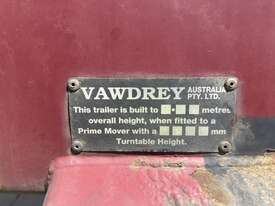 VAWDREY AUSTRALIA PTY. LTD.
This trailer is built to metres
overall height, when fitted to a
Prime Mover with a mm
Turntable Height.